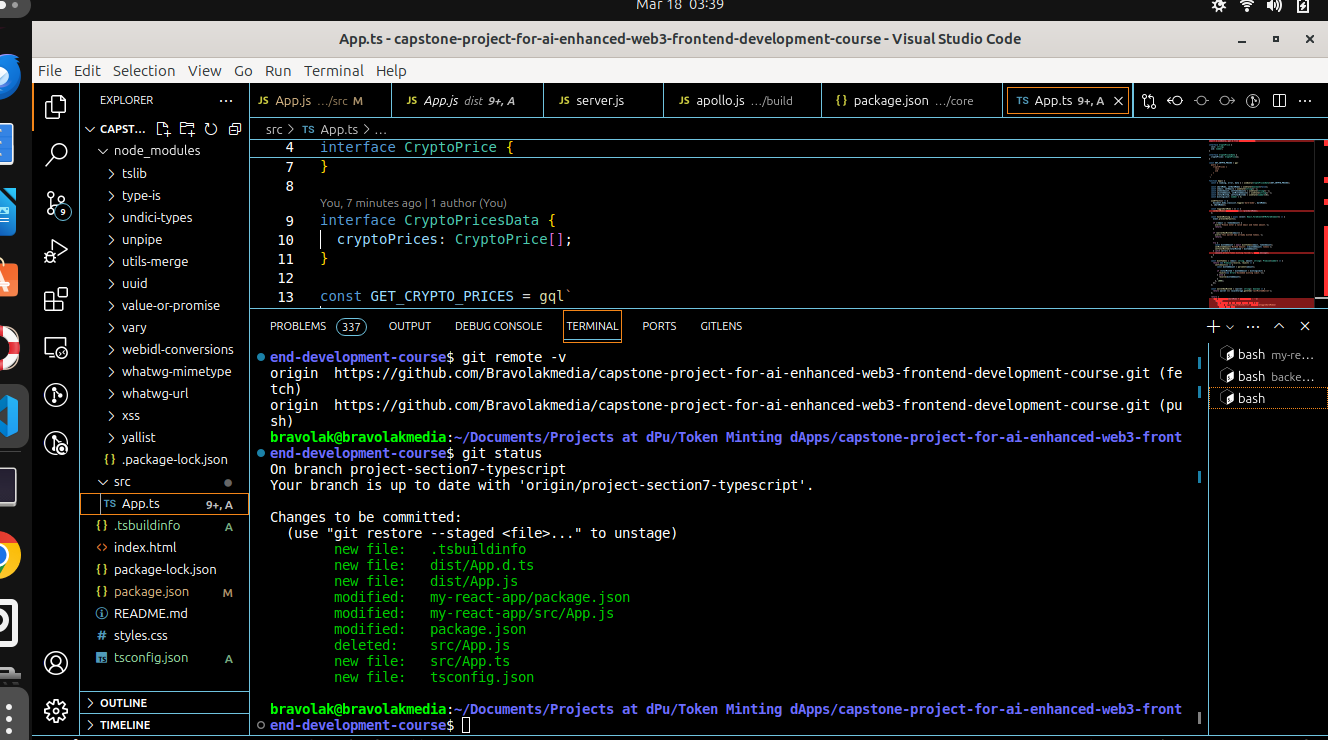 Mar 18 03:39
App.ts - capstone-project-for-ai-enhanced-web3-frontend-development-course - Visual Studio Code
File Edit Selection View Go Run Terminal Help
EXPLORER
CAPST...
node_modules
tslib
type-is
undici-types
unpipe
utils-merge
uuid
value-or-promise
vary
webidl-conversions
whatwg-mimetype
whatwg-url
xss
yallist
{} .package-lock.json
src
TS App.ts 9+, A
{} .tsbuildinfo A
<> index.html
{} package-lock.json
{} package.json M
README.md
# styles.css
TS tsconfig.json A
OUTLINE
TIMELINE
9
JS App.js .../src M
JS App.js dist 9+, A
JS server.js
JS apollo.js .../build
{} package.json .../core
TS App.ts 9+, A
src > TS App.ts > ...
4 interface CryptoPrice {
7 }
8
You, 7 minutes ago | 1 author (You)
9 interface CryptoPricesData {
10 cryptoPrices: CryptoPrice[];
11 }
12
13 const GET_CRYPTO_PRICES = gql`
PROBLEMS 337 OUTPUT DEBUG CONSOLE TERMINAL PORTS GITLENS
end-development-course$ git remote -v
origin https://github.com/Bravolakmedia/capstone-project-for-ai-enhanced-web3-frontend-development-course.git (fe
tch)
origin https://github.com/Bravolakmedia/capstone-project-for-ai-enhanced-web3-frontend-development-course.git (pu
sh)
bravolak@bravolakmedia:~/Documents/Projects at dPu/Token Minting dApps/capstone-project-for-ai-enhanced-web3-front
end-development-course$ git status
On branch project-section7-typescript
Your branch is up to date with 'origin/project-section7-typescript'.
Changes to be committed:
(use "git restore --staged <file>..." to unstage)
new file: .tsbuildinfo
new file: dist/App.d.ts
new file: dist/App.js
modified: my-react-app/package.json
modified: my-react-app/src/App.js
modified: package.json
deleted: src/App.js
new file: src/App.ts
new file: tsconfig.json
bravolak@bravolakmedia:~/Documents/Projects at dPu/Token Minting dApps/capstone-project-for-ai-enhanced-web3-front
end-development-course$
bash my-re...
bash backe...
bash